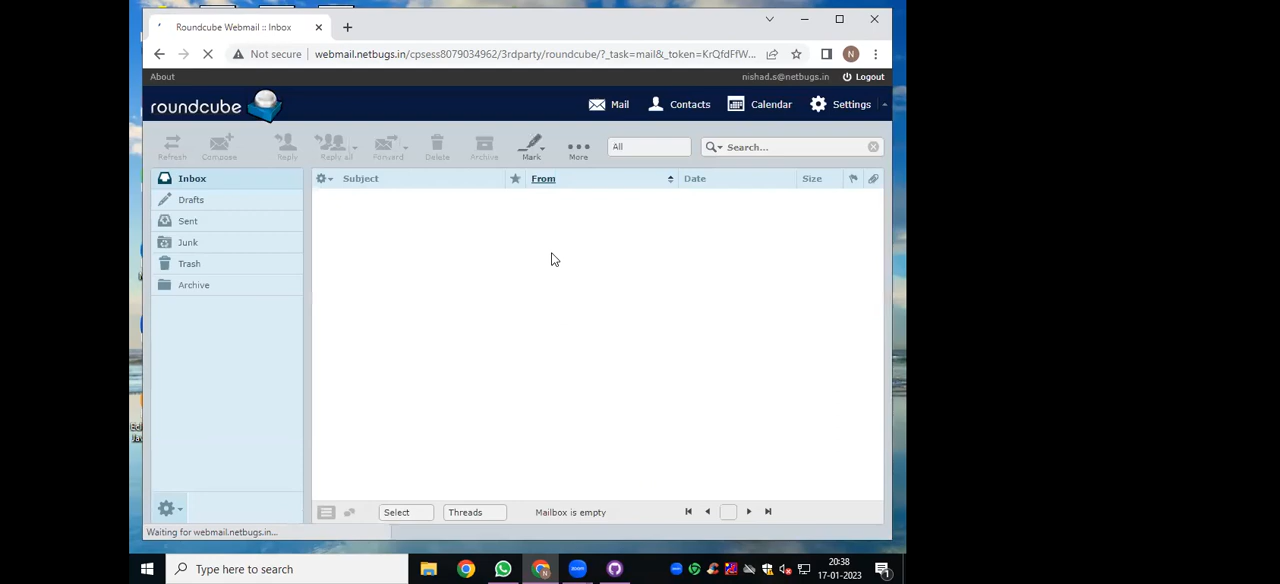 Roundcube Webmail :: Inbox
Not secure webmail.netbugs.in/cpsess8079034962/3rdparty/roundcube/?_task=mail&_token=KrQfdFfW... N
About nishad.s@netbugs.in Logout
roundcube Mail Contacts Calendar Settings
Refresh Compose Reply Reply all Forward Delete Archive Mark More All Search...
Inbox Subject From Date Size
Drafts
Sent
Junk
Trash
Archive
Select Threads Mailbox is empty
Waiting for webmail.netbugs.in...
Type here to search zoom 20:38
17-01-2023 1